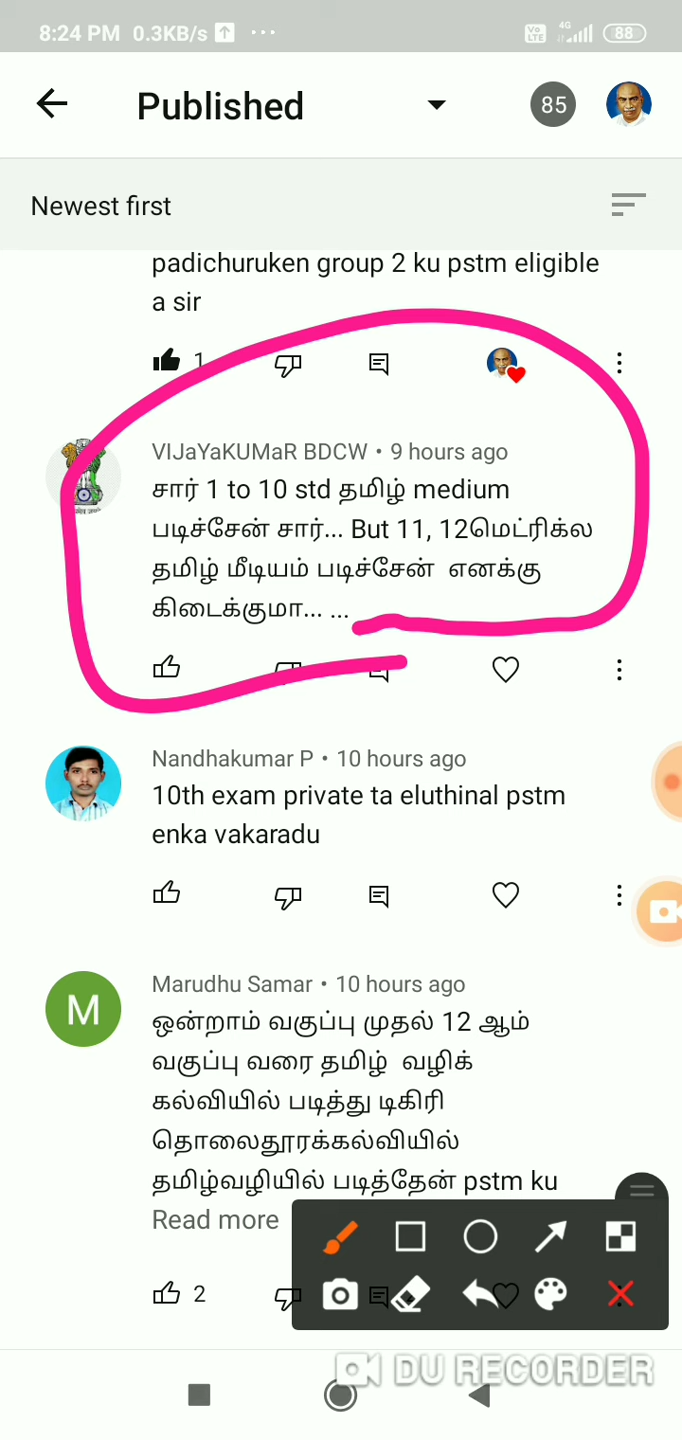 8:24 PM 0.3KB/s ... Vo LTE 4G 88
Published 85
Newest first
padichuruken group 2 ku pstm eligible
a sir
1
VIJaYaKUMaR BDCW • 9 hours ago
சார் 1 to 10 std தமிழ் medium
படிச்சேன் சார்... But 11, 12மெட்ரிக்ல
தமிழ் மீடியம் படிச்சேன் எனக்கு
கிடைக்குமா... ...
Nandhakumar P • 10 hours ago
10th exam private ta eluthinal pstm
enka vakaradu
M
Marudhu Samar • 10 hours ago
ஒன்றாம் வகுப்பு முதல் 12 ஆம்
வகுப்பு வரை தமிழ் வழிக்
கல்வியில் படித்து டிகிரி
தொலைதூரக்கல்வியில்
தமிழ்வழியில் படித்தேன் pstm ku
Read more
2
DU RECORDER